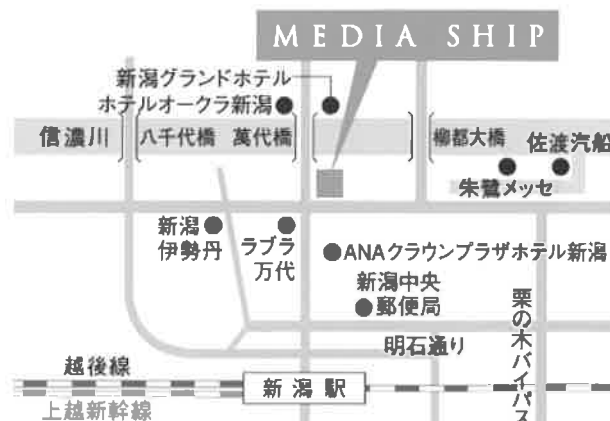 MEDIA SHIP
新潟グランドホテル
ホテルオークラ新潟
信濃川
八千代橋
萬代橋
柳都大橋
佐渡汽船
朱鷺メッセ
新潟
伊勢丹
ラブラ
万代
ANAクラウンプラザホテル新潟
新潟中央
郵便局
栗の木バイパス
明石通り
越後線
新潟駅
上越新幹線